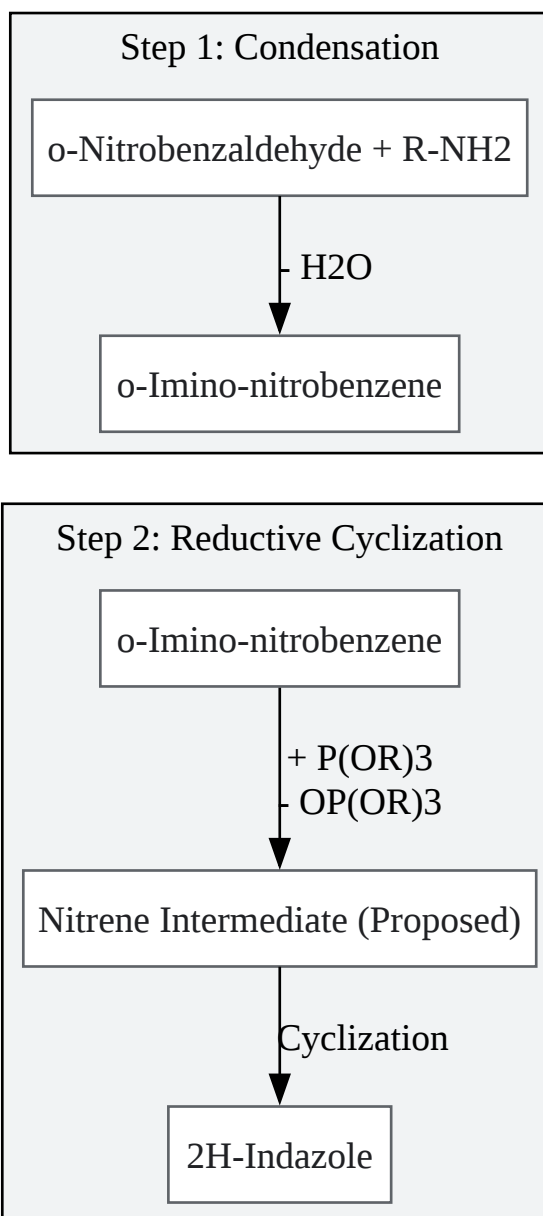 Step 1: Condensation
o-Nitrobenzaldehyde + R-NH2
- H2O
o-Imino-nitrobenzene
Step 2: Reductive Cyclization
o-Imino-nitrobenzene
+ P(OR)3
- OP(OR)3
Nitrene Intermediate (Proposed)
Cyclization
2H-Indazole